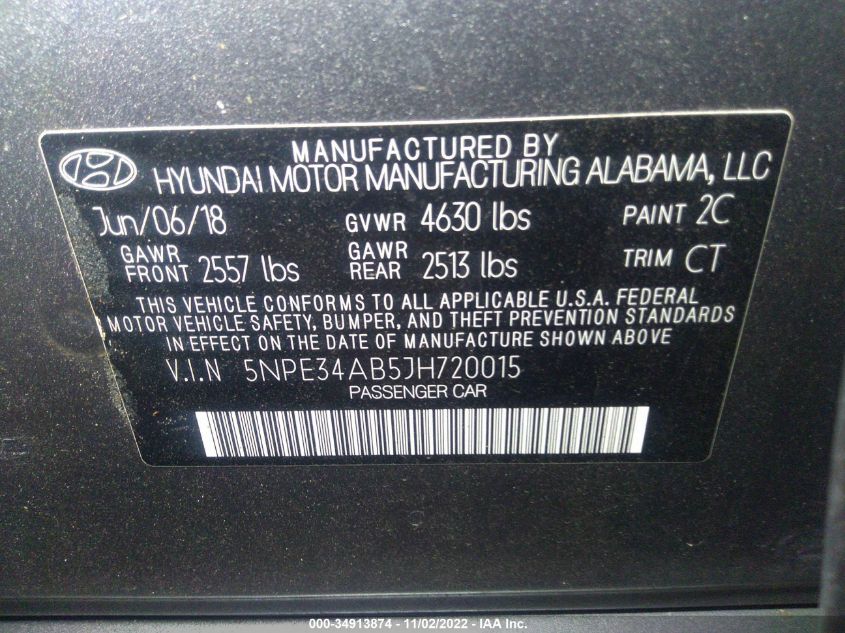 MANUFACTURED BY
HYUNDAI MOTOR MANUFACTURING ALABAMA, LLC
Jun/06/18 GVWR 4630 lbs PAINT 2C
GAWR FRONT 2557 lbs GAWR REAR 2513 lbs TRIM CT
THIS VEHICLE CONFORMS TO ALL APPLICABLE U.S.A. FEDERAL
MOTOR VEHICLE SAFETY, BUMPER, AND THEFT PREVENTION STANDARDS
IN EFFECT ON THE DATE OF MANUFACTURE SHOWN ABOVE
V.I.N 5NPE34AB5JH720015
PASSENGER CAR
000-34913874 - 11/02/2022 - IAA Inc.